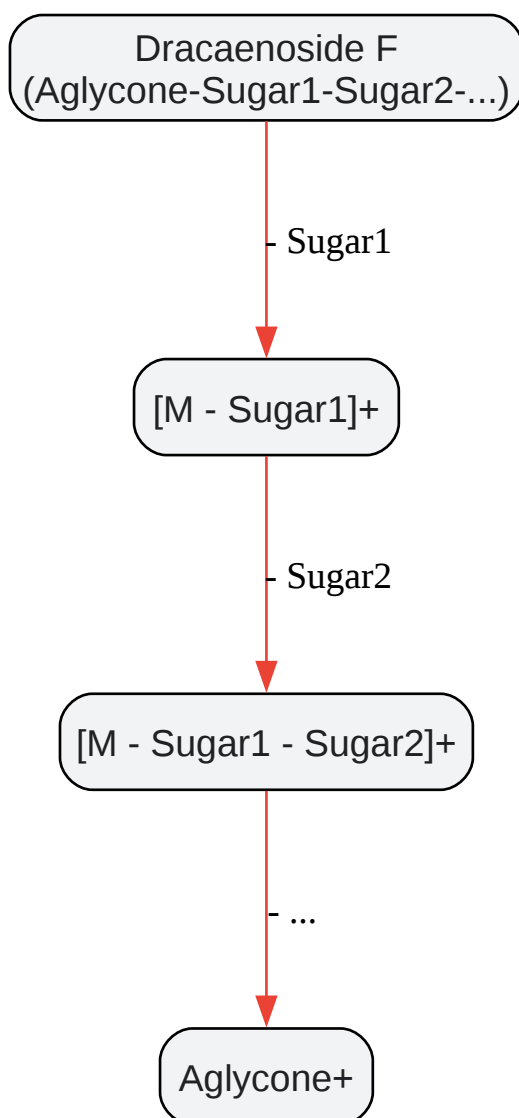 Dracaenoside F
(Aglycone-Sugar1-Sugar2-...)
- Sugar1
[M - Sugar1]+
- Sugar2
[M - Sugar1 - Sugar2]+
- ...
Aglycone+